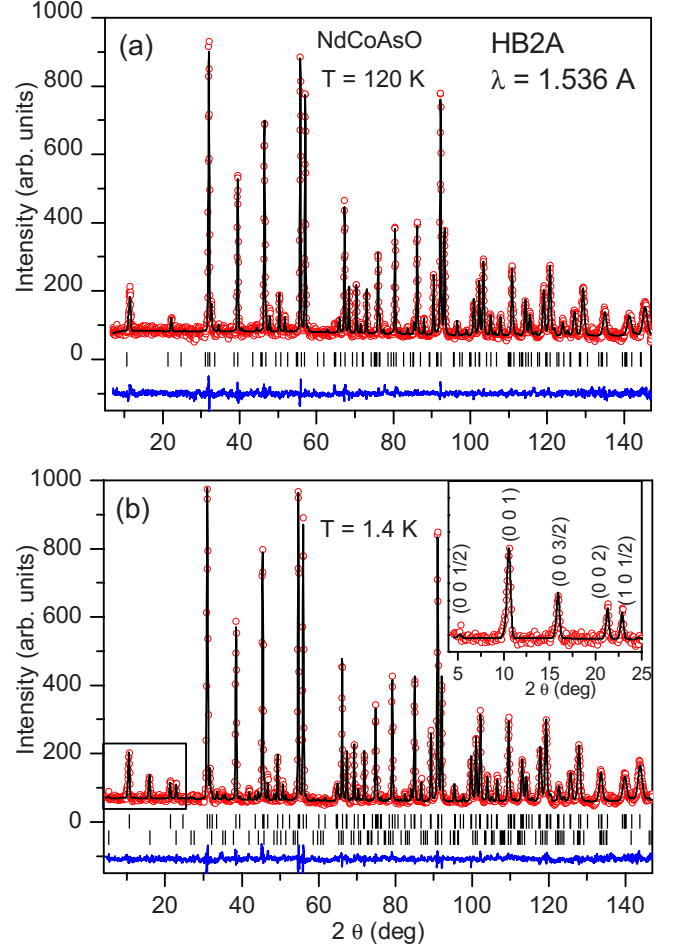 1000
800
600
400
200
0
Intensity (arb. units)
(a)
NdCoAsO
T = 120 K
HB2A
λ = 1.536 A
20 40 60 80 100 120 140
1000
800
600
400
200
0
Intensity (arb. units)
(b)
T = 1.4 K
(0 0 1/2)
(0 0 1)
(0 0 3/2)
(0 0 2)
(1 0 1/2)
5 10 15 20 25
2 θ (deg)
20 40 60 80 100 120 140
2 θ (deg)